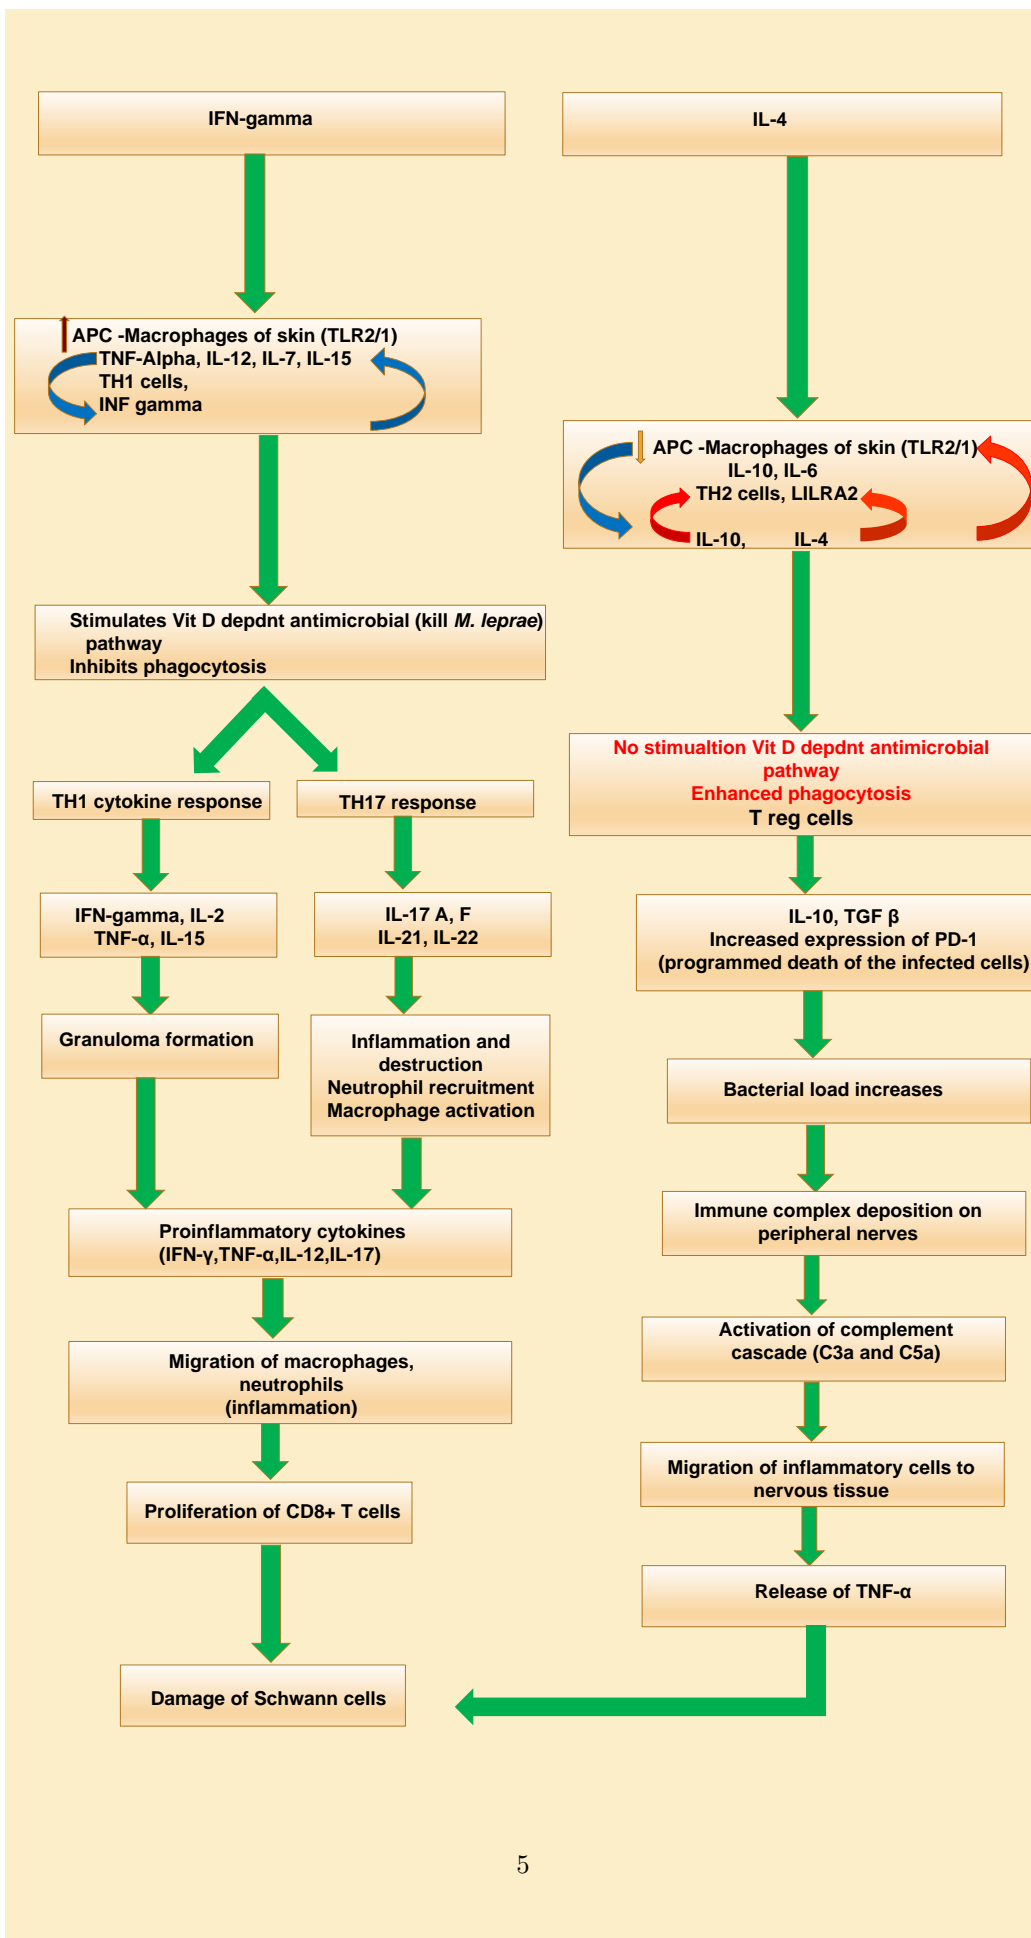 IFN-gamma
APC -Macrophages of skin (TLR2/1)
TNF-Alpha, IL-12, IL-7, IL-15
TH1 cells,
INF gamma
Stimulates Vit D depdnt antimicrobial (kill M. leprae)
pathway
Inhibits phagocytosis
TH1 cytokine response
TH17 response
IFN-gamma, IL-2
TNF-α, IL-15
IL-17 A, F
IL-21, IL-22
Granuloma formation
Inflammation and
destruction
Neutrophil recruitment
Macrophage activation
Proinflammatory cytokines
(IFN-γ,TNF-α,IL-12,IL-17)
Migration of macrophages,
neutrophils
(inflammation)
Proliferation of CD8+ T cells
Damage of Schwann cells
IL-4
APC -Macrophages of skin (TLR2/1)
IL-10, IL-6
TH2 cells, LILRA2
IL-10, IL-4
No stimualtion Vit D depdnt antimicrobial
pathway
Enhanced phagocytosis
T reg cells
IL-10, TGF β
Increased expression of PD-1
(programmed death of the infected cells)
Bacterial load increases
Immune complex deposition on
peripheral nerves
Activation of complement
cascade (C3a and C5a)
Migration of inflammatory cells to
nervous tissue
Release of TNF-α
5